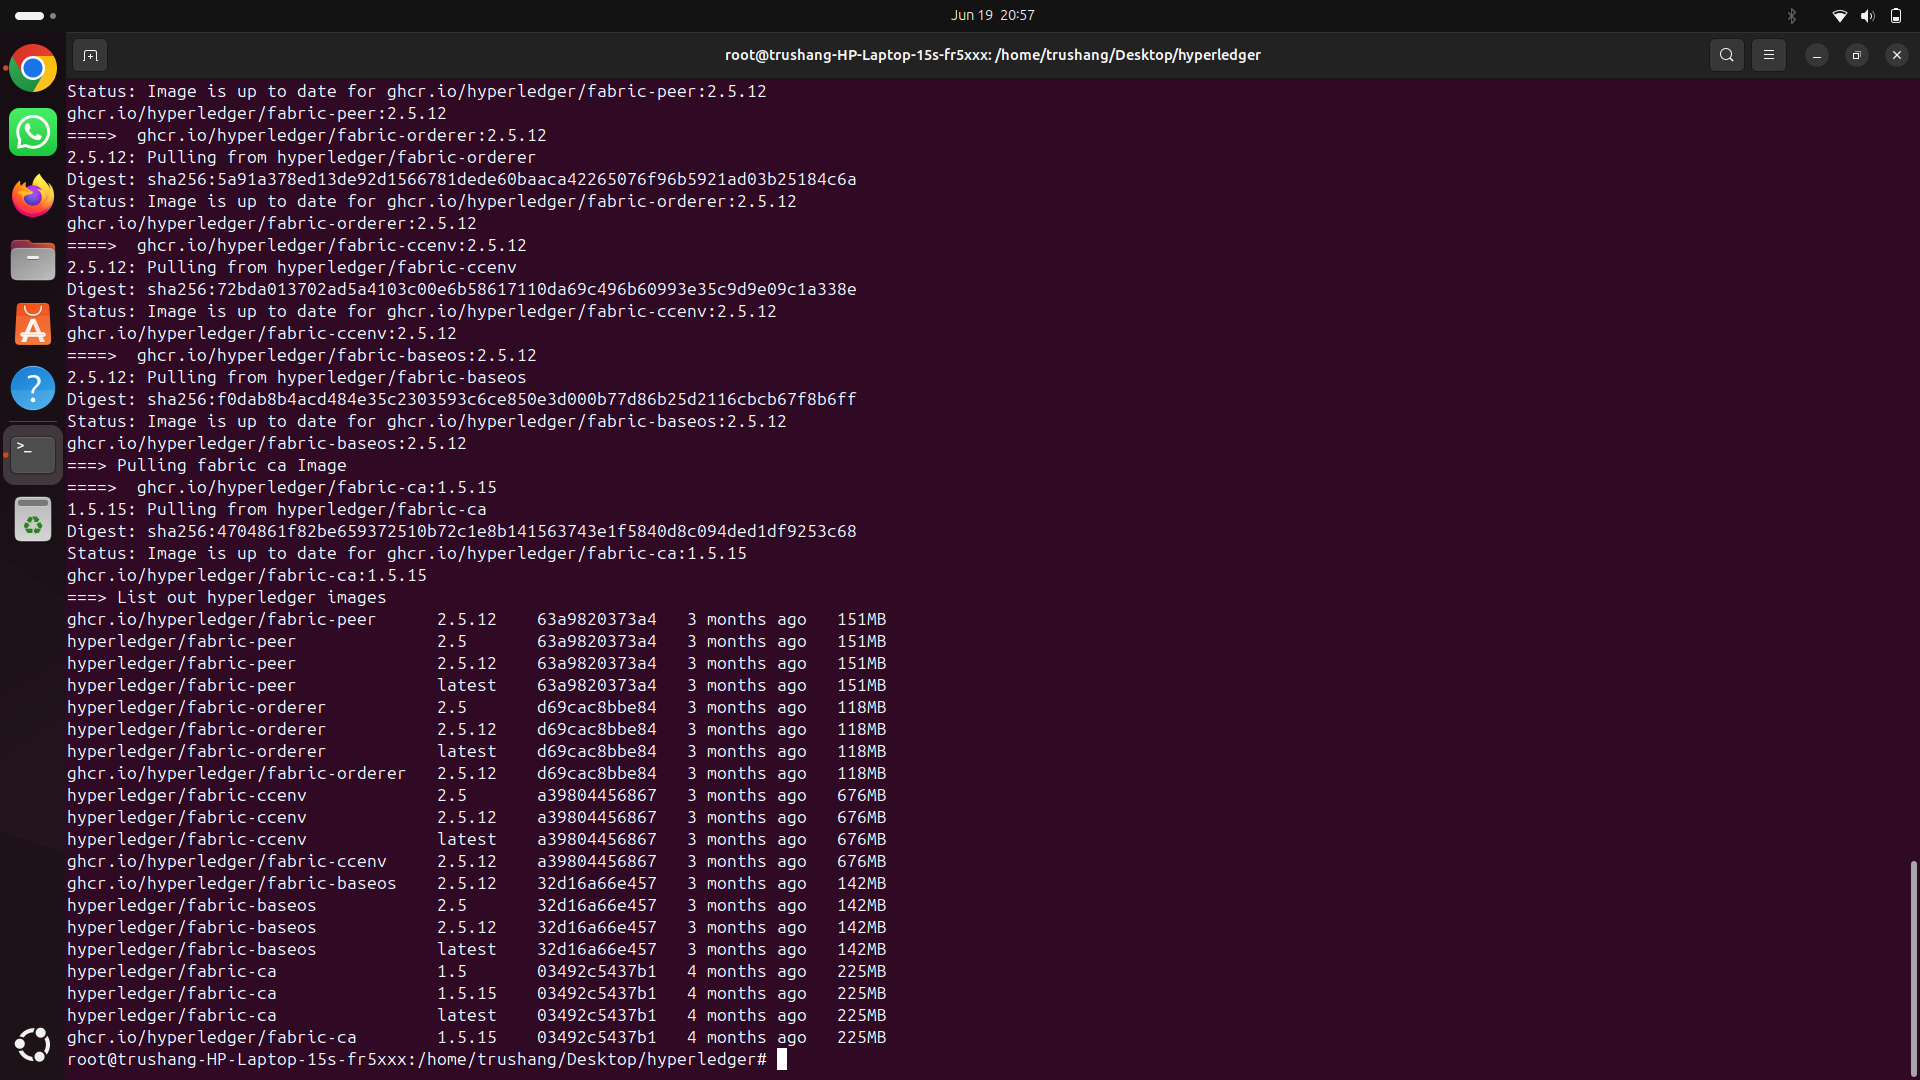 Jun 19 20:57
root@trushang-HP-Laptop-15s-fr5xxx: /home/trushang/Desktop/hyperledger
Status: Image is up to date for ghcr.io/hyperledger/fabric-peer:2.5.12
ghcr.io/hyperledger/fabric-peer:2.5.12
====>  ghcr.io/hyperledger/fabric-orderer:2.5.12
2.5.12: Pulling from hyperledger/fabric-orderer
Digest: sha256:5a91a378ed13de92d1566781dede60baaca42265076f96b5921ad03b25184c6a
Status: Image is up to date for ghcr.io/hyperledger/fabric-orderer:2.5.12
ghcr.io/hyperledger/fabric-orderer:2.5.12
====>  ghcr.io/hyperledger/fabric-ccenv:2.5.12
2.5.12: Pulling from hyperledger/fabric-ccenv
Digest: sha256:72bda013702ad5a4103c00e6b58617110da69c496b60993e35c9d9e09c1a338e
Status: Image is up to date for ghcr.io/hyperledger/fabric-ccenv:2.5.12
ghcr.io/hyperledger/fabric-ccenv:2.5.12
====>  ghcr.io/hyperledger/fabric-baseos:2.5.12
2.5.12: Pulling from hyperledger/fabric-baseos
Digest: sha256:f0dab8b4acd484e35c2303593c6ce850e3d000b77d86b25d2116cbcb67f8b6ff
Status: Image is up to date for ghcr.io/hyperledger/fabric-baseos:2.5.12
ghcr.io/hyperledger/fabric-baseos:2.5.12
===> Pulling fabric ca Image
====>  ghcr.io/hyperledger/fabric-ca:1.5.15
1.5.15: Pulling from hyperledger/fabric-ca
Digest: sha256:4704861f82be659372510b72c1e8b141563743e1f5840d8c094ded1df9253c68
Status: Image is up to date for ghcr.io/hyperledger/fabric-ca:1.5.15
ghcr.io/hyperledger/fabric-ca:1.5.15
===> List out hyperledger images
ghcr.io/hyperledger/fabric-peer      2.5.12    63a9820373a4   3 months ago   151MB
hyperledger/fabric-peer              2.5       63a9820373a4   3 months ago   151MB
hyperledger/fabric-peer              2.5.12    63a9820373a4   3 months ago   151MB
hyperledger/fabric-peer              latest    63a9820373a4   3 months ago   151MB
hyperledger/fabric-orderer           2.5       d69cac8bbe84   3 months ago   118MB
hyperledger/fabric-orderer           2.5.12    d69cac8bbe84   3 months ago   118MB
hyperledger/fabric-orderer           latest    d69cac8bbe84   3 months ago   118MB
ghcr.io/hyperledger/fabric-orderer   2.5.12    d69cac8bbe84   3 months ago   118MB
hyperledger/fabric-ccenv             2.5       a39804456867   3 months ago   676MB
hyperledger/fabric-ccenv             2.5.12    a39804456867   3 months ago   676MB
hyperledger/fabric-ccenv             latest    a39804456867   3 months ago   676MB
ghcr.io/hyperledger/fabric-ccenv     2.5.12    a39804456867   3 months ago   676MB
ghcr.io/hyperledger/fabric-baseos    2.5.12    32d16a66e457   3 months ago   142MB
hyperledger/fabric-baseos            2.5       32d16a66e457   3 months ago   142MB
hyperledger/fabric-baseos            2.5.12    32d16a66e457   3 months ago   142MB
hyperledger/fabric-baseos            latest    32d16a66e457   3 months ago   142MB
hyperledger/fabric-ca                1.5       03492c5437b1   4 months ago   225MB
hyperledger/fabric-ca                1.5.15    03492c5437b1   4 months ago   225MB
hyperledger/fabric-ca                latest    03492c5437b1   4 months ago   225MB
ghcr.io/hyperledger/fabric-ca        1.5.15    03492c5437b1   4 months ago   225MB
root@trushang-HP-Laptop-15s-fr5xxx:/home/trushang/Desktop/hyperledger#